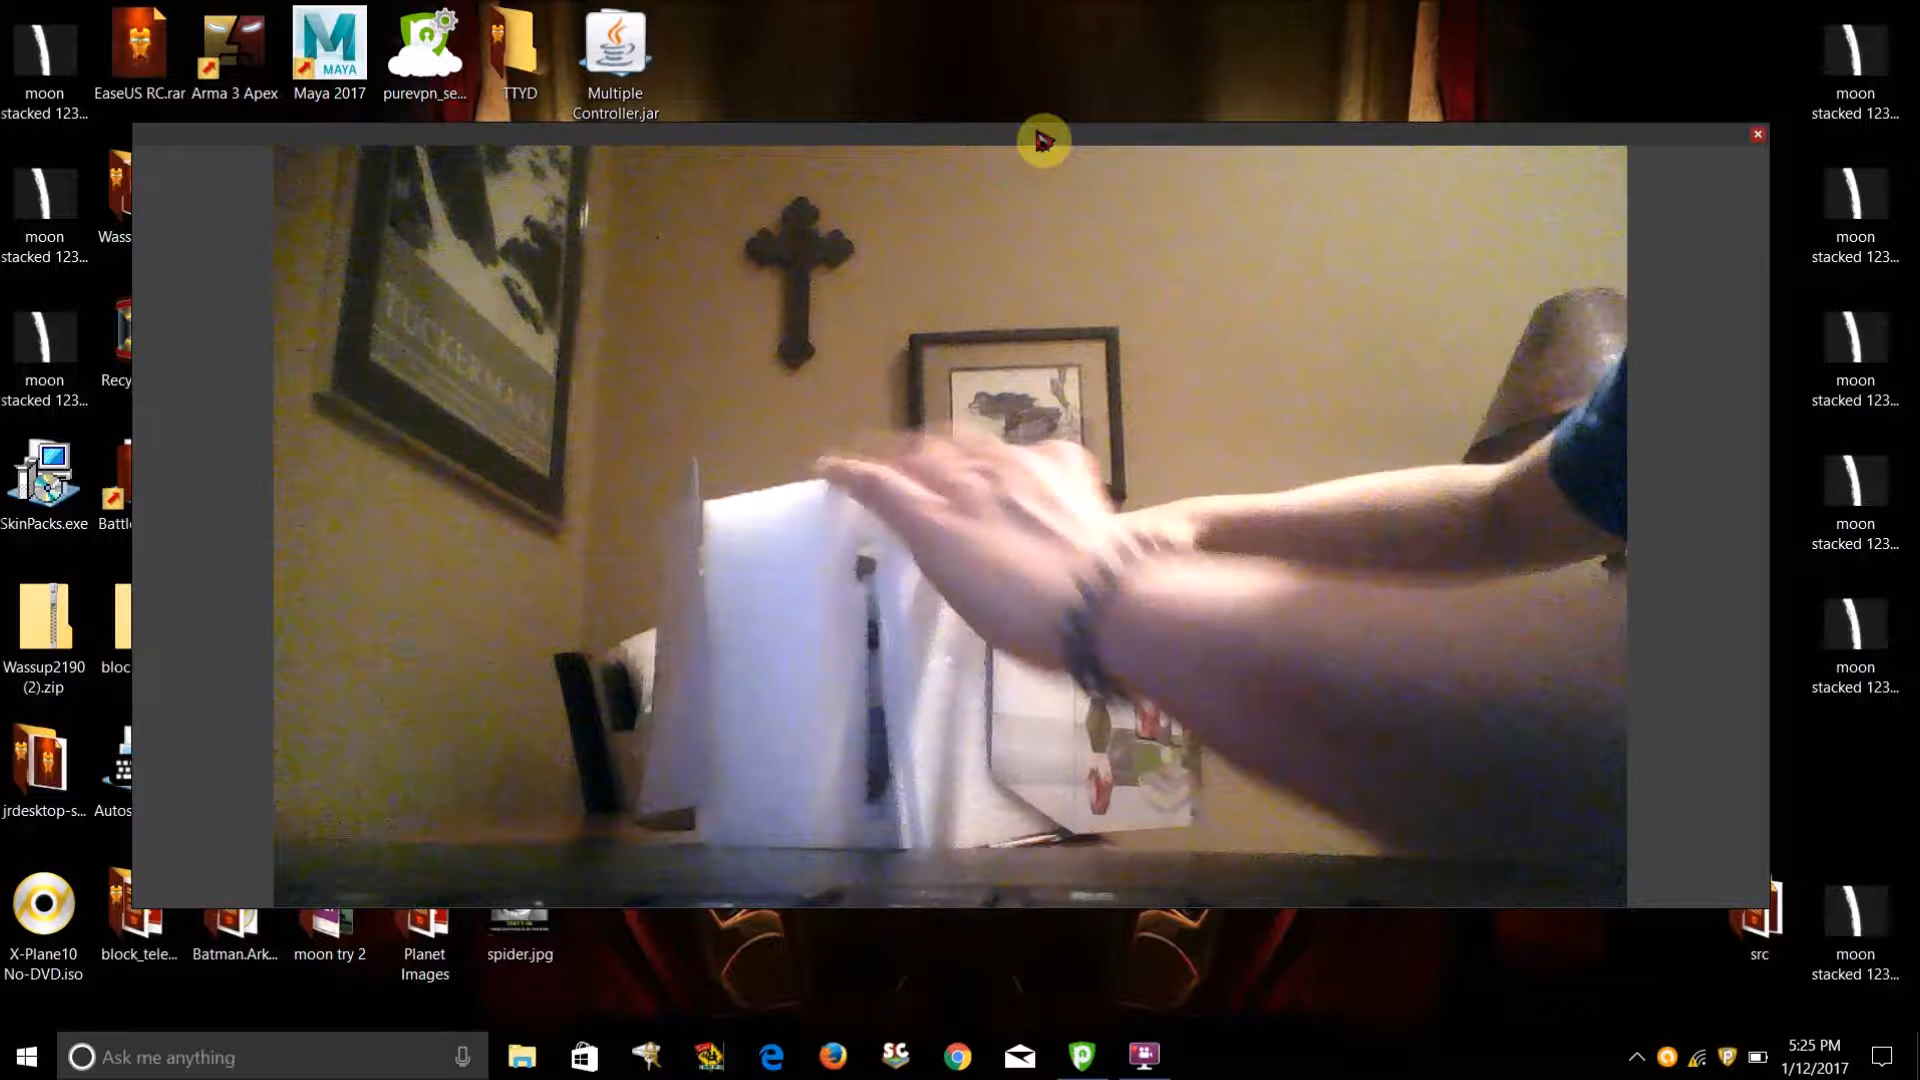 moon
stacked 123...
EaseUS RC.rar
Arma 3 Apex
MAYA
Maya 2017
purevpn_se...
TTYD
Multiple
Controller.jar
moon
stacked 123...
moon
stacked 123...
Wass
moon
stacked 123...
moon
stacked 123...
Recy
moon
stacked 123...
SkinPacks.exe
Battl
moon
stacked 123...
Wassup2190
(2).zip
bloc
moon
stacked 123...
jrdesktop-s...
Autos
X-Plane10
No-DVD.iso
block_tele...
Batman.Ark...
moon try 2
Planet
Images
spider.jpg
src
moon
stacked 123...
Ask me anything
SC
5:25 PM
1/12/2017